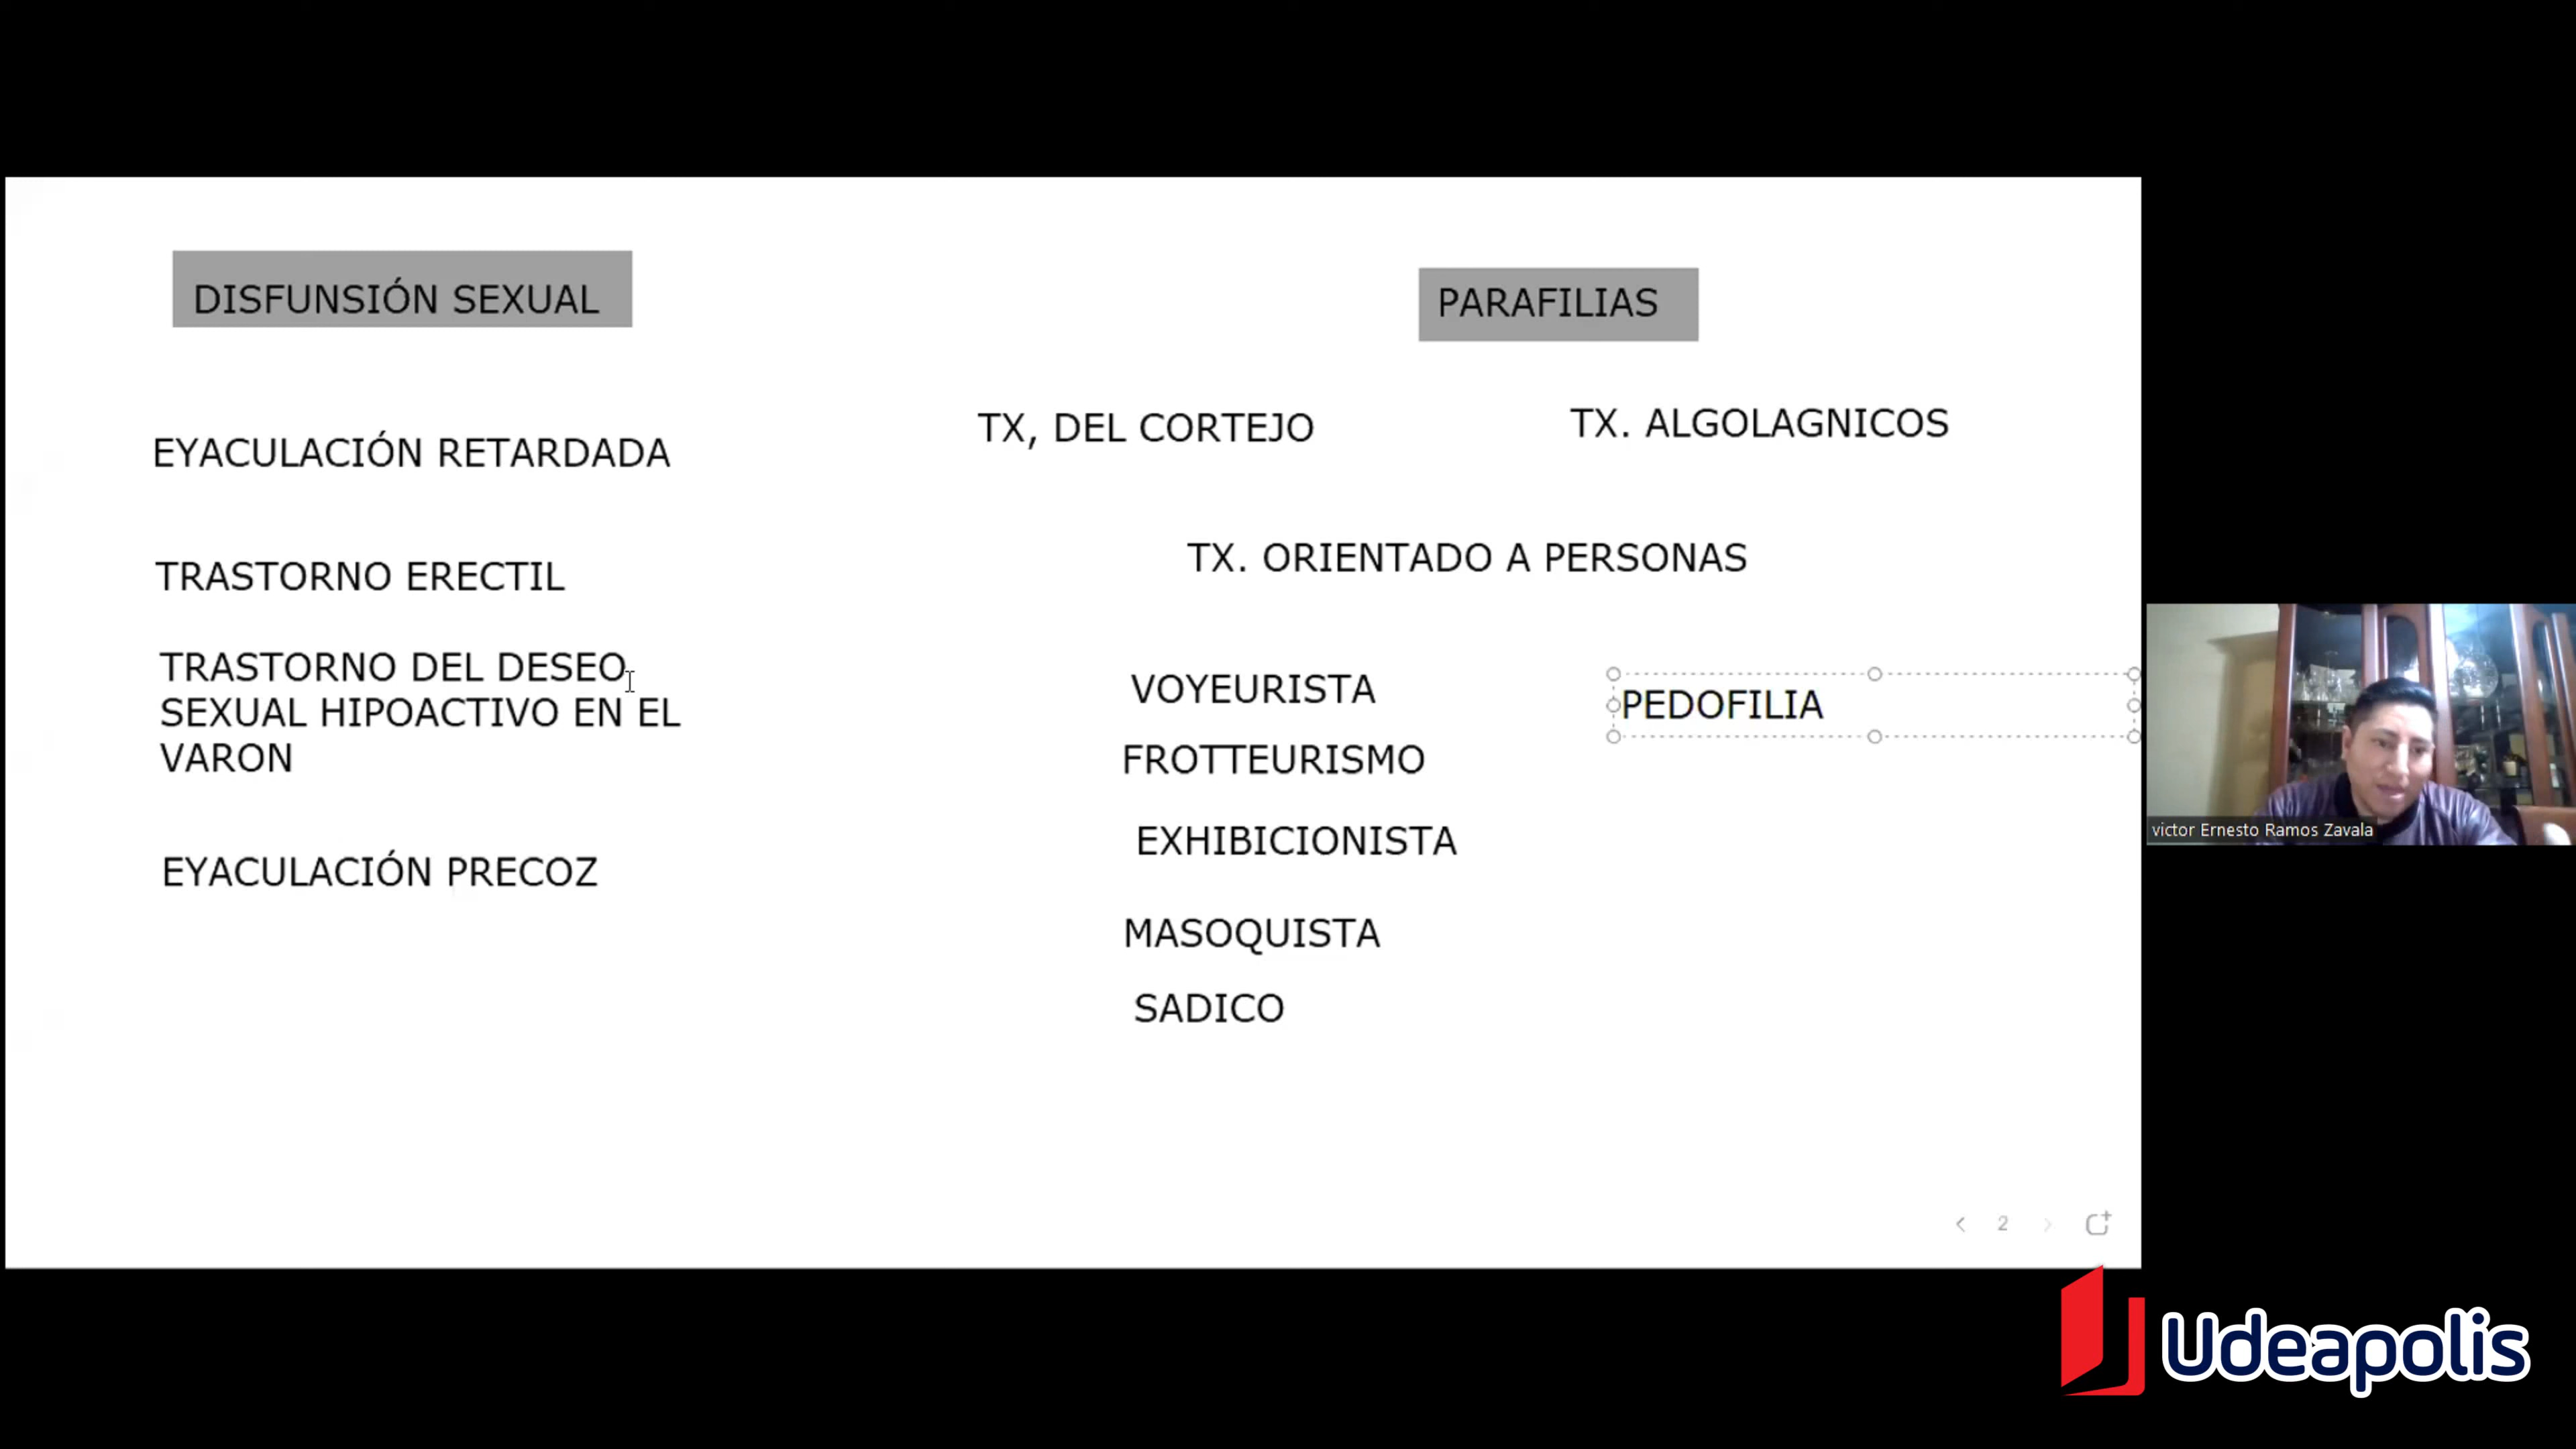 DISFUNSIÓN SEXUAL
EYACULACIÓN RETARDADA
TRASTORNO ERECTIL
TRASTORNO DEL DESEO
SEXUAL HIPOACTIVO EN EL
VARON
EYACULACIÓN PRECOZ
PARAFILIAS
TX, DEL CORTEJO
TX. ALGOLAGNICOS
TX. ORIENTADO A PERSONAS
VOYEURISTA
PEDOFILIA
FROTTEURISMO
EXHIBICIONISTA
MASOQUISTA
SADICO
2
victor Ernesto Ramos Zavala
Udeapolis